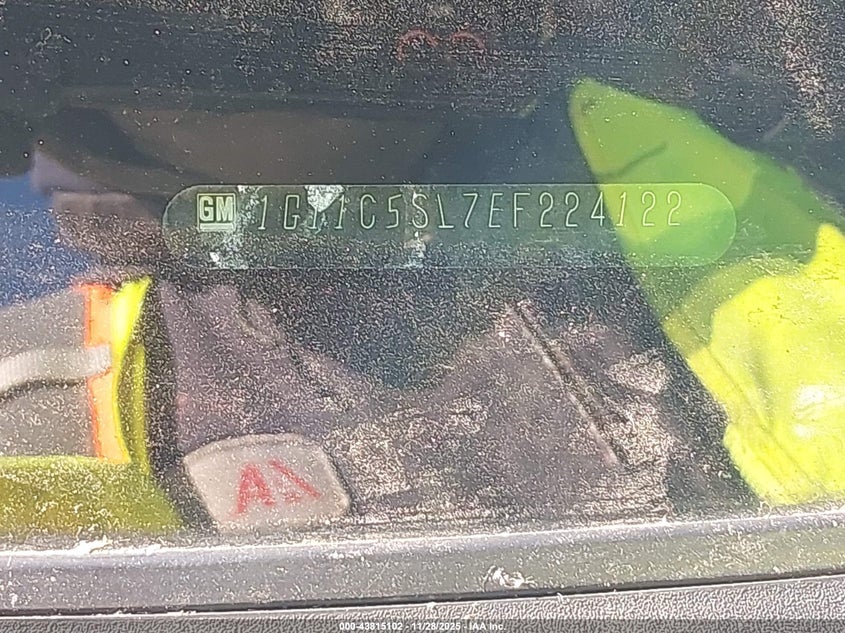 GM 1G11C5SL7EF224122
000-43815102 - 11/28/2025 - IAA Inc.